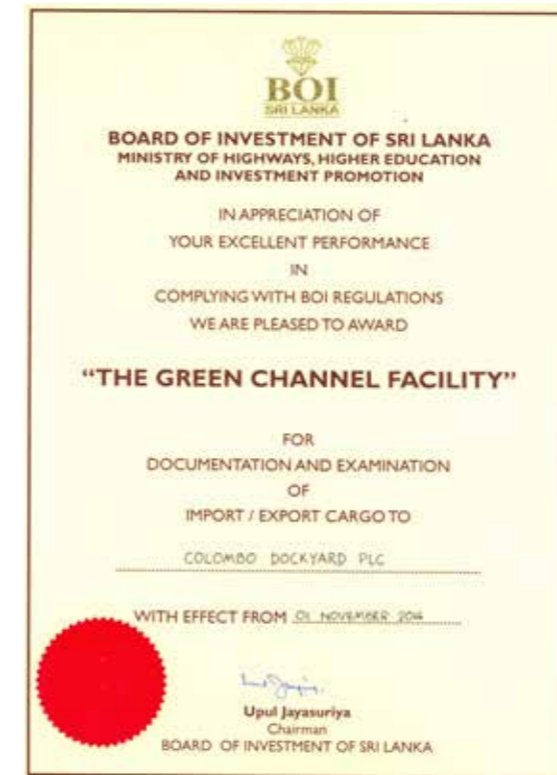 BOI
SRI LANKA
BOARD OF INVESTMENT OF SRI LANKA
MINISTRY OF HIGHWAYS, HIGHER EDUCATION
AND INVESTMENT PROMOTION
IN APPRECIATION OF
YOUR EXCELLENT PERFORMANCE
IN
COMPLYING WITH BOI REGULATIONS
WE ARE PLEASED TO AWARD
“THE GREEN CHANNEL FACILITY”
FOR
DOCUMENTATION AND EXAMINATION
OF
IMPORT / EXPORT CARGO TO
COLOMBO DOCKYARD PLC
WITH EFFECT FROM 01 NOVEMBER 2016
Upul Jayasuriya
Chairman
BOARD OF INVESTMENT OF SRI LANKA